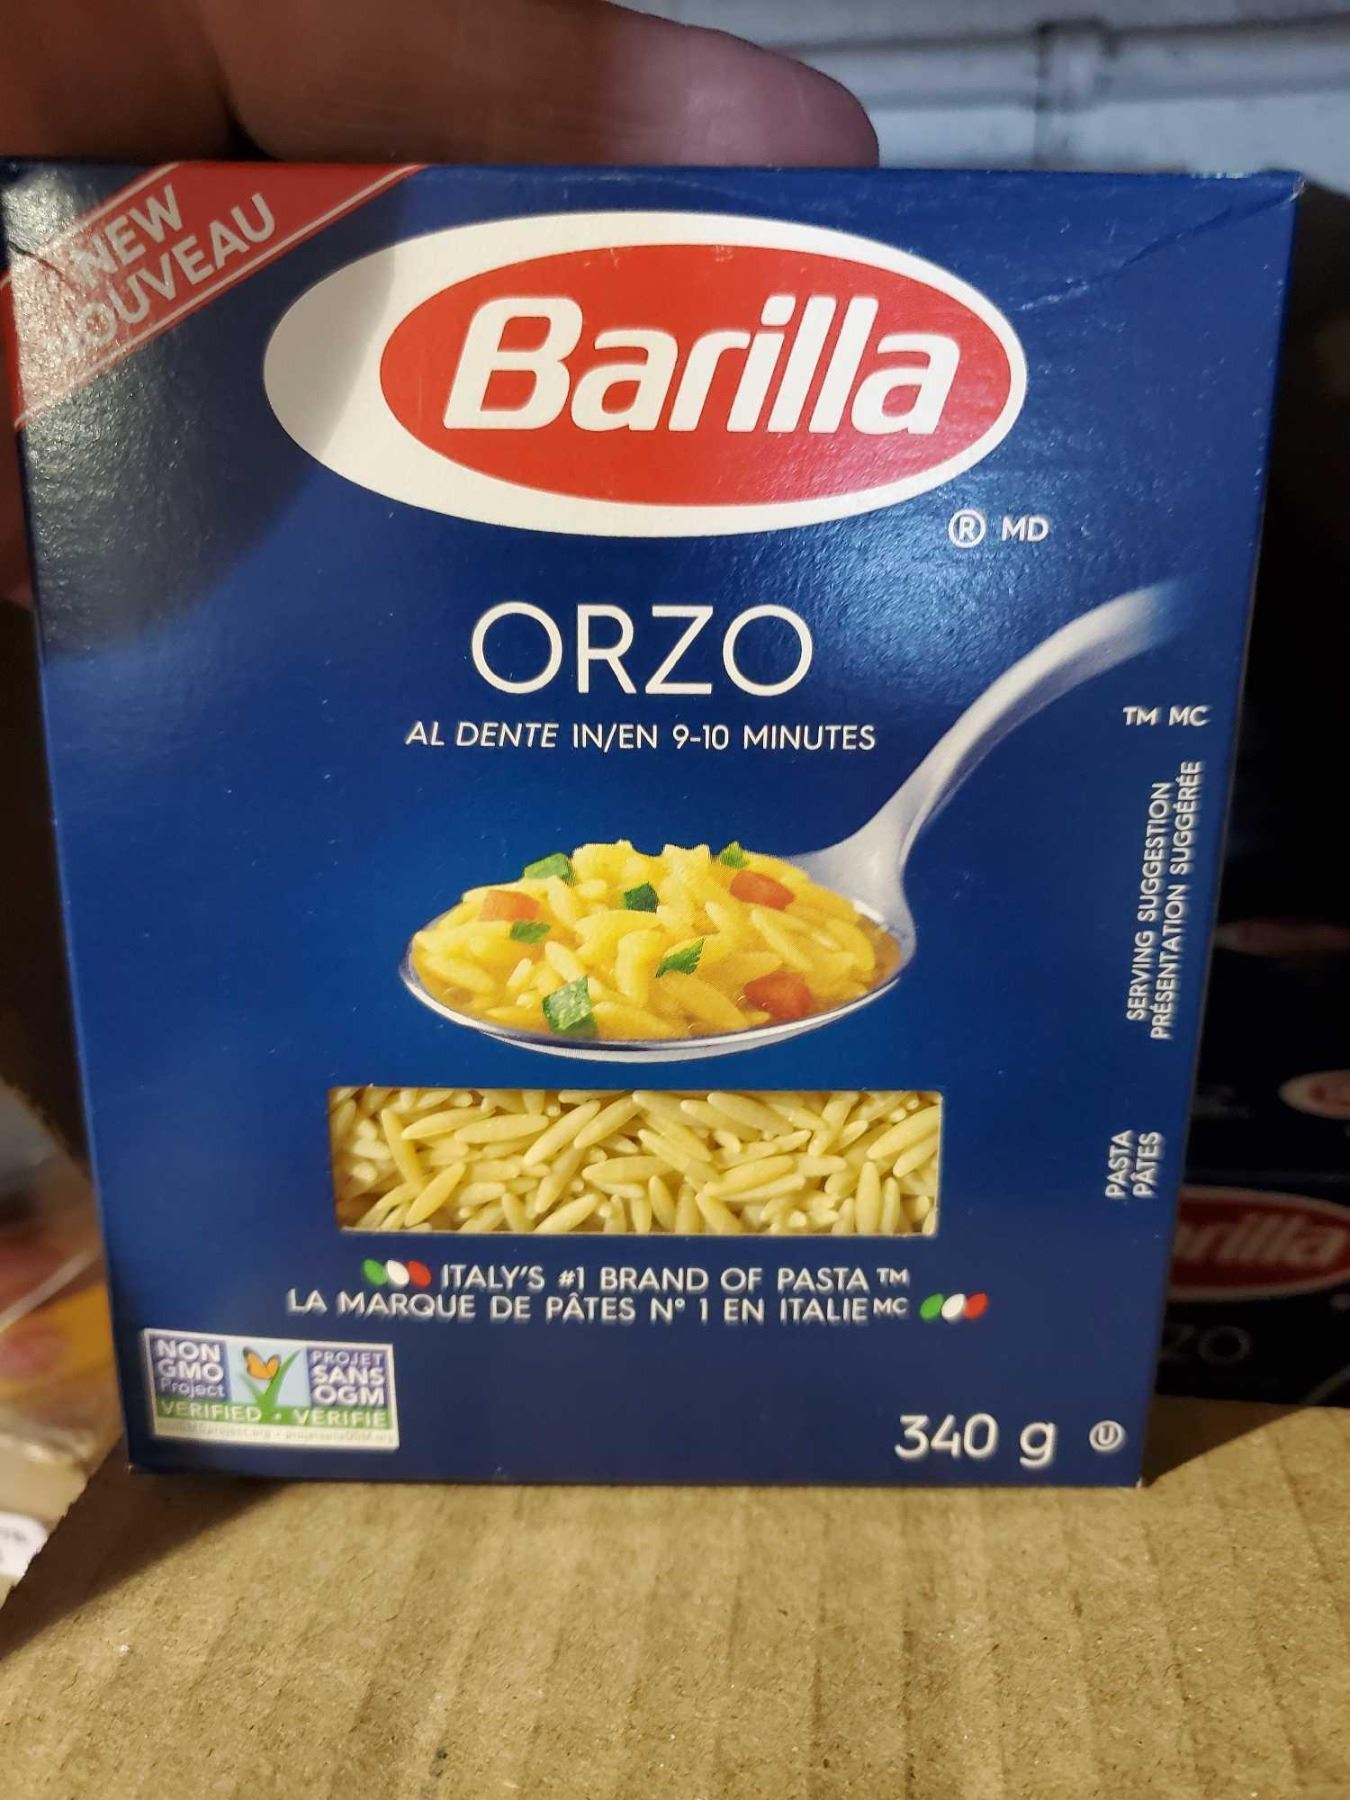 NEW
NOUVEAU
Barilla
® MD
ORZO
AL DENTE IN/EN 9-10 MINUTES
TM MC
SERVING SUGGESTION
PRÉSENTATION SUGGÉRÉE
PASTA
PÂTES
ITALY'S #1 BRAND OF PASTA TM
LA MARQUE DE PÂTES N° 1 EN ITALIE MC
NON
GMO
Project
VERIFIED
PROJET
SANS
OGM
VÉRIFIÉ
340 g
U
rilla
ZO